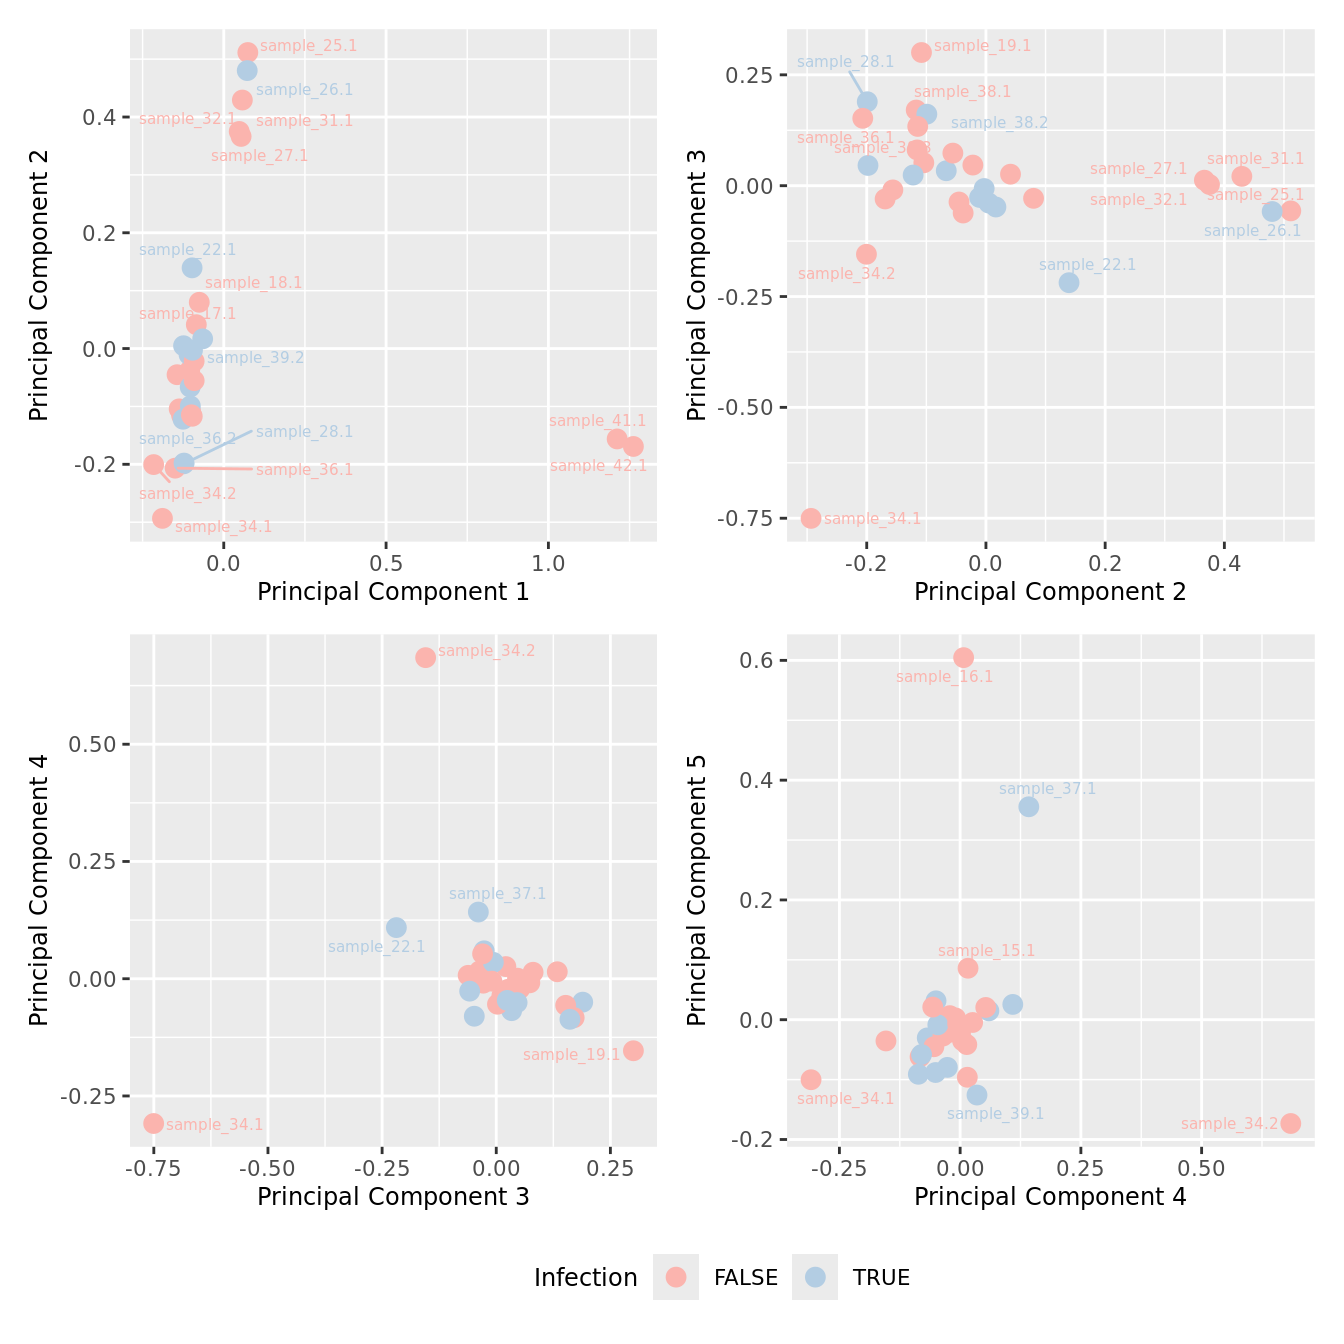 sample_25.1
sample_26.1
sample_32.1
sample_31.1
sample_27.1
sample_22.1
sample_18.1
sample_17.1
sample_39.2
sample_41.1
sample_36.2
sample_28.1
sample_42.1
sample_36.1
sample_34.2
sample_34.1
0.4
0.2
0.0
-0.2
0.0
0.5
1.0
Principal Component 1
Principal Component 2
sample_19.1
sample_28.1
sample_38.1
sample_38.2
sample_36.1
sample_31.1
sample_27.1
sample_25.1
sample_32.1
sample_26.1
sample_22.1
sample_34.2
sample_34.1
0.25
0.00
-0.25
-0.50
-0.75
-0.2
0.0
0.2
0.4
Principal Component 2
Principal Component 3
sample_34.2
sample_37.1
sample_22.1
sample_19.1
sample_34.1
0.50
0.25
0.00
-0.25
-0.75
-0.50
-0.25
0.00
0.25
Principal Component 3
Principal Component 4
sample_16.1
sample_37.1
sample_15.1
sample_34.1
sample_39.1
sample_34.2
0.6
0.4
0.2
0.0
-0.2
-0.25
0.00
0.25
0.50
Principal Component 4
Principal Component 5
Infection
FALSE
TRUE